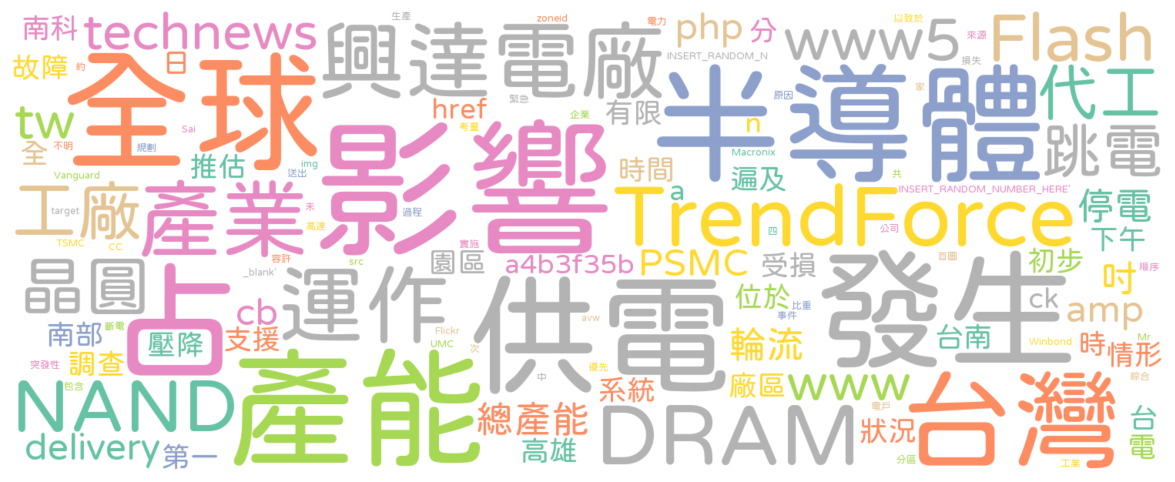 南科
technews
生產
zoneid
電力
php
分
www5
以致於
來源
Flash
故障
約
日
全球
興達電廠
href
緊急
INSERT_RANDOM_N
損失
半導體
原因
家
代工
tw
全
不明
Sai
規劃
推估
img
送出
影響
考量
企業
有限
n
Macronix
跳電
Vanguard
工廠
target
產業
未
高速
過程
時間
a
遍及
共
INSERT_RANDOM_NUMBER_HERE'
停電
TSMC
CC
容許
src
實施
TrendForce
四
公司
下午
晶圓
_blank'
園區
a4b3f35b
PSMC
受損
首圖
初步
吋
順序
占
運作
供電
avw
位於
比重
事件
發生
ck
amp
南部
斷電
壓降
cb
支援
Flickr
UMC
次
輪流
台南
Winbond
時
Mr
情形
突發性
調查
包含
優先
綜合
NAND
產能
中
系統
廠區
www
台灣
delivery
第一
總產能
高雄
DRAM
電戶
狀況
分區
工業
台電